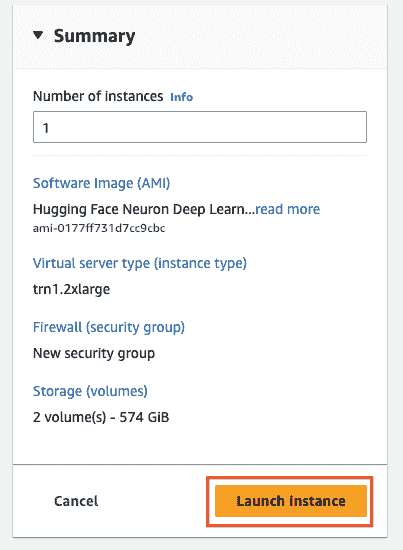 Summary
Number of instances Info
1
Software Image (AMI)
Hugging Face Neuron Deep Learn...read more
ami-0177ff731d7cc9cbc
Virtual server type (instance type)
trn1.2xlarge
Firewall (security group)
New security group
Storage (volumes)
2 volume(s) - 574 GiB
Cancel Launch instance